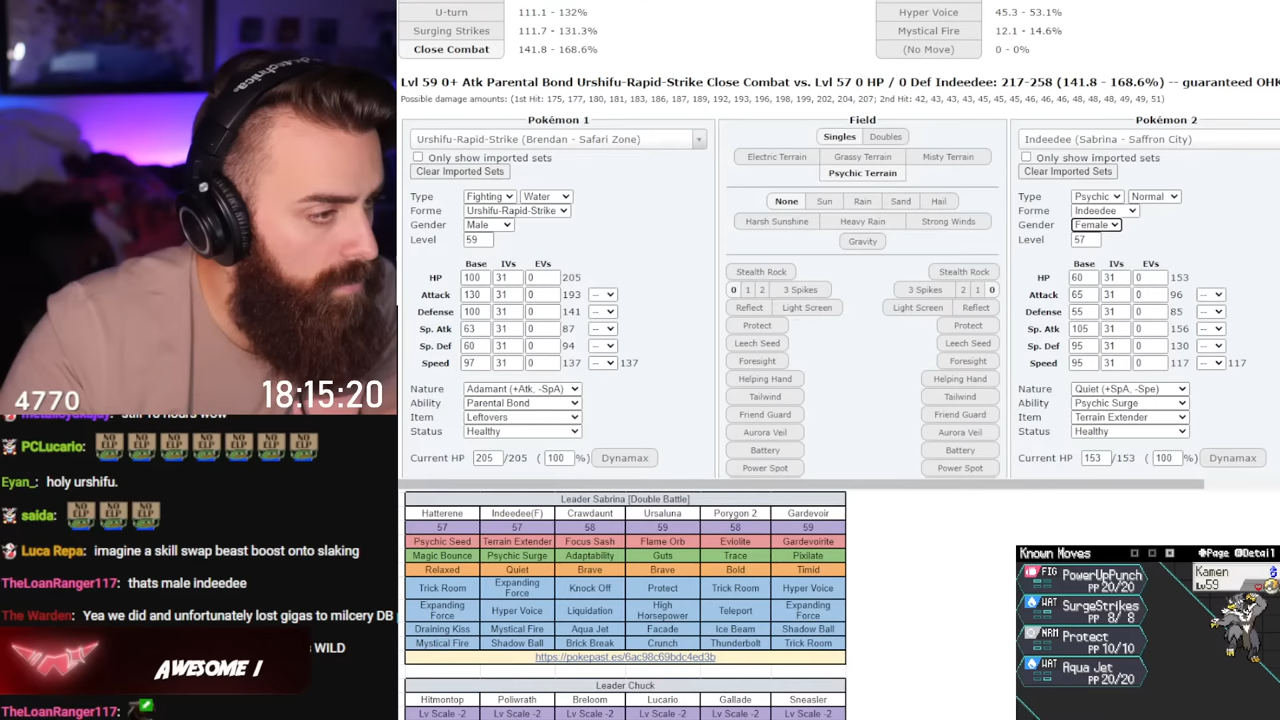 U-turn 111.1 - 132%
Surging Strikes 111.7 - 131.3%
Close Combat 141.8 - 168.6%
Hyper Voice 45.3 - 53.1%
Mystical Fire 12.1 - 14.6%
(No Move) 0 - 0%
Lvl 59 0+ Atk Parental Bond Urshifu-Rapid-Strike Close Combat vs. Lvl 57 0 HP / 0 Def Indeedee: 217-258 (141.8 - 168.6%) -- guaranteed OHK
Possible damage amounts: (1st Hit: 175, 177, 180, 181, 183, 186, 187, 189, 192, 193, 196, 198, 199, 202, 204, 207; 2nd Hit: 42, 43, 43, 43, 45, 45, 45, 46, 46, 46, 48, 48, 48, 49, 49, 51)
Pokémon 1
Urshifu-Rapid-Strike (Brendan - Safari Zone)
Only show imported sets
Clear Imported Sets
Type Fighting Water
Forme Urshifu-Rapid-Strike
Gender Male
Level 59
Base IVs EVs
HP 100 31 0 205
Attack 130 31 0 193 --
Defense 100 31 0 141 --
Sp. Atk 63 31 0 87 --
Sp. Def 60 31 0 94 --
Speed 97 31 0 137 -- 137
Nature Adamant (+Atk, -SpA)
Ability Parental Bond
Item Leftovers
Status Healthy
Current HP 205 /205 ( 100 %) Dynamax
Field
Singles Doubles
Electric Terrain Grassy Terrain Misty Terrain
Psychic Terrain
None Sun Rain Sand Hail
Harsh Sunshine Heavy Rain Strong Winds
Gravity
Stealth Rock Stealth Rock
0 1 2 3 Spikes 3 Spikes 2 1 0
Reflect Light Screen Light Screen Reflect
Protect Protect
Leech Seed Leech Seed
Foresight Foresight
Helping Hand Helping Hand
Tailwind Tailwind
Friend Guard Friend Guard
Aurora Veil Aurora Veil
Battery Battery
Power Spot Power Spot
Pokémon 2
Indeedee (Sabrina - Saffron City)
Only show imported sets
Clear Imported Sets
Type Psychic Normal
Forme Indeedee
Gender Female
Level 57
Base IVs EVs
HP 60 31 0 153
Attack 65 31 0 96 --
Defense 55 31 0 85 --
Sp. Atk 105 31 0 156 --
Sp. Def 95 31 0 130 --
Speed 95 31 0 117 -- 117
Nature Quiet (+SpA, -Spe)
Ability Psychic Surge
Item Terrain Extender
Status Healthy
Current HP 153 /153 ( 100 %) Dynamax
4770
18:15:20
PCLucario:
Eyan_: holy urshifu.
saida:
Luca Repa: imagine a skill swap beast boost onto slaking
TheLoanRanger117: thats male indeedee
The Warden: Yea we did and unfortunately lost gigas to milcery DB
WILD
AWESOME
TheLoanRanger117:
Leader Sabrina [Double Battle]
Hatterene Indeedee(F) Crawdaunt Ursaluna Porygon 2 Gardevoir
57 57 58 59 58 59
Psychic Seed Terrain Extender Focus Sash Flame Orb Eviolite Gardevoirite
Magic Bounce Psychic Surge Adaptability Guts Trace Pixilate
Relaxed Quiet Brave Brave Bold Timid
Trick Room Expanding Force Knock Off Protect Trick Room Hyper Voice
Expanding Force Hyper Voice Liquidation High Horsepower Teleport Expanding Force
Draining Kiss Mystical Fire Aqua Jet Facade Ice Beam Shadow Ball
Mystical Fire Shadow Ball Brick Break Crunch Thunderbolt Trick Room
https://pokepast.es/6ac98c69bdc4ed3b
Leader Chuck
Hitmontop Poliwrath Breloom Lucario Gallade Sneasler
Lv Scale -2 Lv Scale -2 Lv Scale -2 Lv Scale -2 Lv Scale -2 Lv Scale -2
Known Moves Page Detail
FIG PowerUpPunch
PP 20/20
WAT SurgeStrikes
PP 8/ 8
NRM Protect
PP 10/10
WAT Aqua Jet
PP 20/20
Kamen
Lv.59